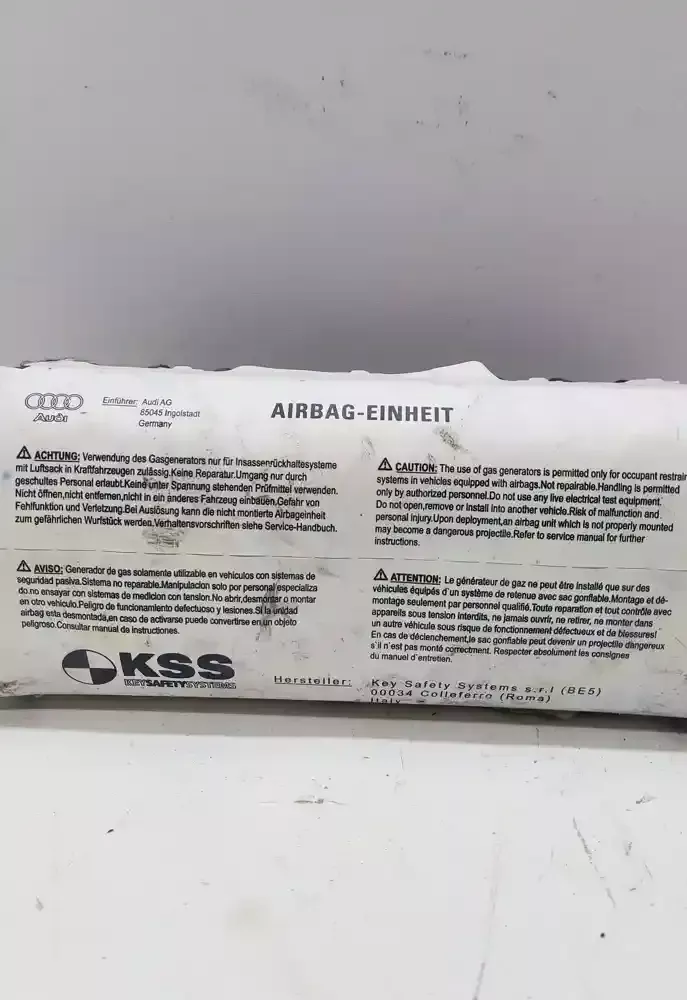 Audi
Einführer: Audi AG
85045 Ingolstadt
Germany
AIRBAG-EINHEIT
ACHTUNG: Verwendung des Gasgenerators nur für Insassenrückhaltesysteme
mit Luftsack in Kraftfahrzeugen zulässig.Keine Reparatur.Umgang nur durch
geschultes Personal erlaubt.Keine unter Spannung stehenden Prüfmittel verwenden.
Nicht öffnen,nicht entfernen,nicht in ein anderes Fahrzeug einbauen.Gefahr von
Fehlfunktion und Verletzung.Bei Auslösung kann die nicht montierte Airbageinheit
zum gefährlichen Wurfstück werden.Verhaltensvorschriften siehe Service-Handbuch.
CAUTION: The use of gas generators is permitted only for occupant restrain
systems in vehicles equipped with airbags.Not repairable.Handling is permitted
only by authorized personnel.Do not use any live electrical test equipment.
Do not open,remove or install into another vehicle.Risk of malfunction and
personal injury.Upon deployment,an airbag unit which is not properly mounted
may become a dangerous projectile.Refer to service manual for further
instructions.
AVISO: Generador de gas solamente utilizable en vehiculos con sistemas de
seguridad pasiva.Sistema no reparable.Manipulacion solo por personal especializa
do.no ensayar con sistemas de medicion con tension.No abrir,desmontar o montar
en otro vehiculo.Peligro de funcionamiento defectuoso y lesiones.Si la unidad
airbag esta desmontada,en caso de activarse puede convertirse en un objeto
peligroso.Consultar manual de instrucciones.
ATTENTION: Le générateur de gaz ne peut être installé que sur des
véhicules équipés d'un système de retenue avec sac gonflable.Montage et dé-
montage seulement par personnel qualifié.Toute reparation et tout contrôle avec
appareils sous tension interdits, ne jamais ouvrir, ne retirer, ne monter dans
un autre véhicule sous risque de fonctionnement défectueux et de blessures!
En cas de déclenchement,le sac gonflable peut devenir un projectile dangereux
s'il n'est pas monté correctment. Respecter absolument les consignes
du manuel d'entretien.
KSS
KEYSAFETYSYSTEMS
Hersteller: Key Safety Systems s.r.l (BE5)
00034 Colleferro (Roma)
Italy